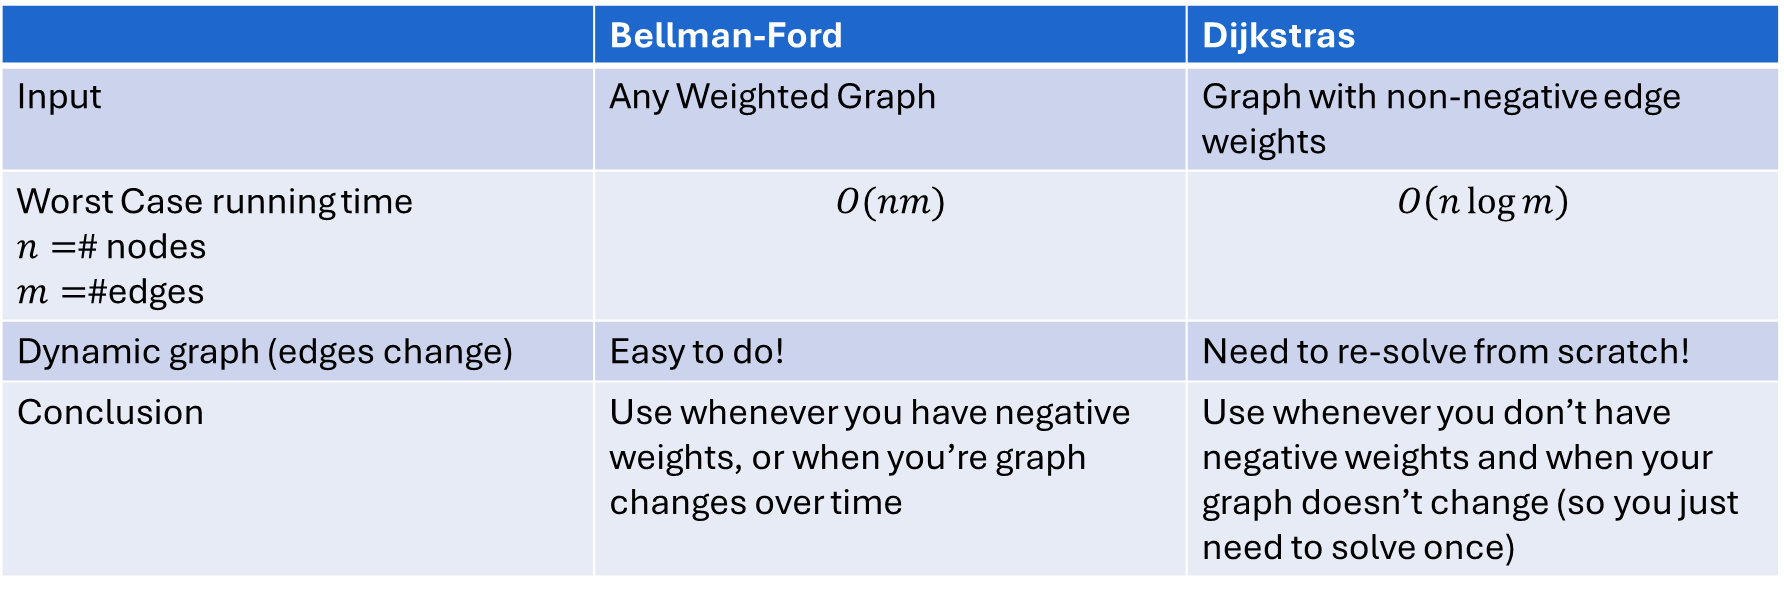 Bellman-Ford
Dijkstras
Input
Any Weighted Graph
Graph with non-negative edge
weights
Worst Case running time
n =# nodes
m =#edges
O(nm)
O(n log m)
Dynamic graph (edges change)
Easy to do!
Need to re-solve from scratch!
Conclusion
Use whenever you have negative
weights, or when you’re graph
changes over time
Use whenever you don’t have
negative weights and when your
graph doesn’t change (so you just
need to solve once)